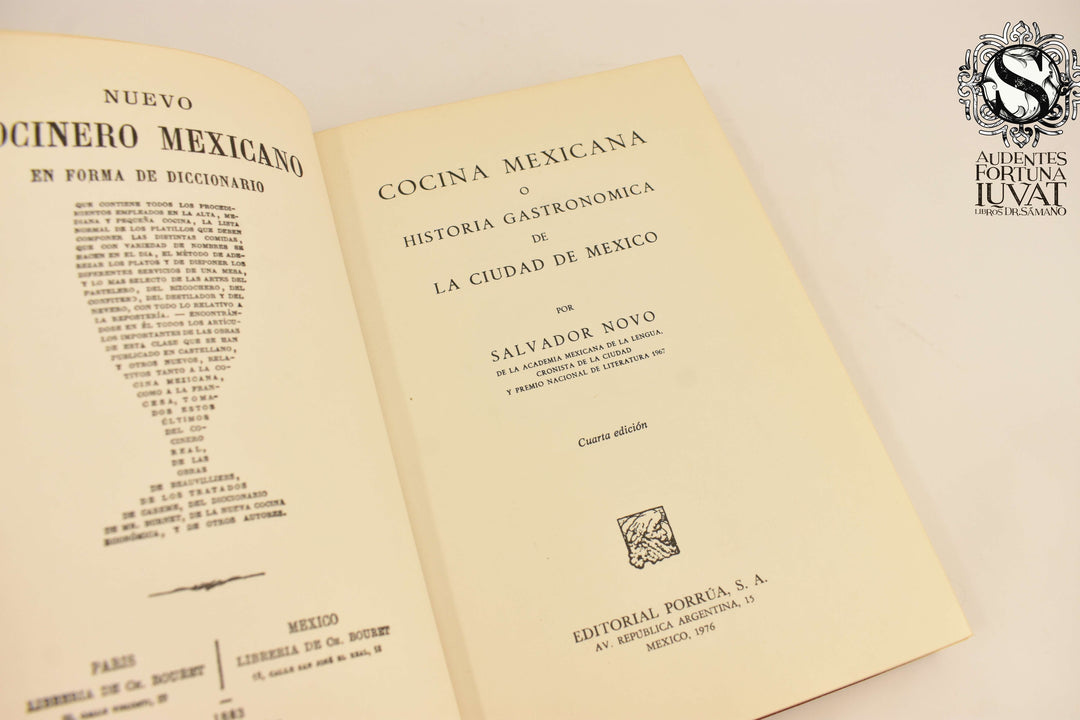 NUEVO
OCINERO MEXICANO
EN FORMA DE DICCIONARIO
QUE CONTIENE TODOS LOS PROCEDI-
MIENTOS EMPLEADOS EN LA ALTA, ME-
DIANA Y PEQUEÑA COCINA, LA LISTA
NORMAL DE LOS PLATILLOS QUE DEBEN
COMPONER LAS DISTINTAS COMIDAS,
QUE CON VARIEDAD DE NOMBRES SE
HACEN EN EL DIA, EL MÉTODO DE ADE-
REZAR LOS PLATOS Y DE DISPONER LOS
DIFERENTES SERVICIOS DE UNA MESA,
Y LO MAS SELECTO DE LAS ARTES DEL
PASTELERO, DEL BIZCOCHERO, DEL
CONFITERO, DEL DESTILADOR Y DEL
NEVERO, CON TODO LO RELATIVO A
LA REPOSTERÍA. — ENCONTRÁN-
DOSE EN ÉL TODOS LOS ARTÍCU-
LOS IMPORTANTES DE LAS OBRAS
DE ESTA CLASE QUE SE HAN
PUBLICADO EN CASTELLANO,
Y OTROS NUEVOS, RELA-
TIVOS TANTO A LA CO-
CINA MEXICANA,
COMO A LA FRAN-
CESA, TOMA-
DOS ESTOS
ÚLTIMOS
DEL CO-
CINERO
REAL,
DE LAS
OBRAS
DE BEAUVILLIERS,
DE LOS TRATADOS
DE CAREME, DEL DICCIONARIO
DE MR. BURNET, DE LA NUEVA COCINA
ECONÓMICA, Y DE OTROS AUTORES.
PARIS
LIBRERIA DE CH. BOURET
MEXICO
LIBRERIA DE CH. BOURET
18, CALLE SAN JOSÉ EL REAL, 18
1883
COCINA MEXICANA
O
HISTORIA GASTRONOMICA
DE
LA CIUDAD DE MEXICO
POR
SALVADOR NOVO
DE LA ACADEMIA MEXICANA DE LA LENGUA,
CRONISTA DE LA CIUDAD
Y PREMIO NACIONAL DE LITERATURA 1967
Cuarta edición
EDITORIAL PORRÚA, S. A.
AV. REPÚBLICA ARGENTINA, 15
MEXICO, 1976
S
AUDENTES
FORTUNA
IUVAT
LIBROS DR. SÁMANO